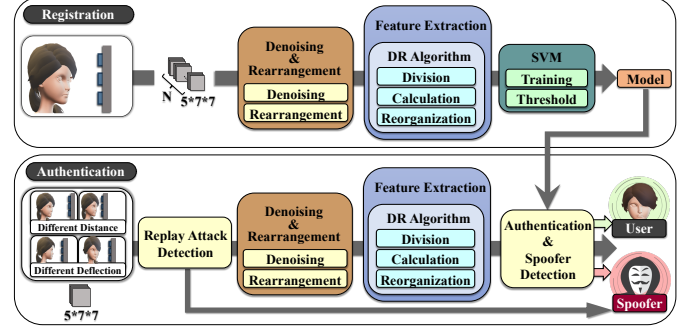 Registration
N
5*7*7
Denoising
&
Rearrangement
Denoising
Rearrangement
Feature Extraction
DR Algorithm
Division
Calculation
Reorganization
SVM
Training
Threshold
Model
Authentication
Different Distance
Different Deflection
5*7*7
Replay Attack
Detection
Denoising
&
Rearrangement
Denoising
Rearrangement
Feature Extraction
DR Algorithm
Division
Calculation
Reorganization
Authentication
&
Spoofer
Detection
User
Spoofer